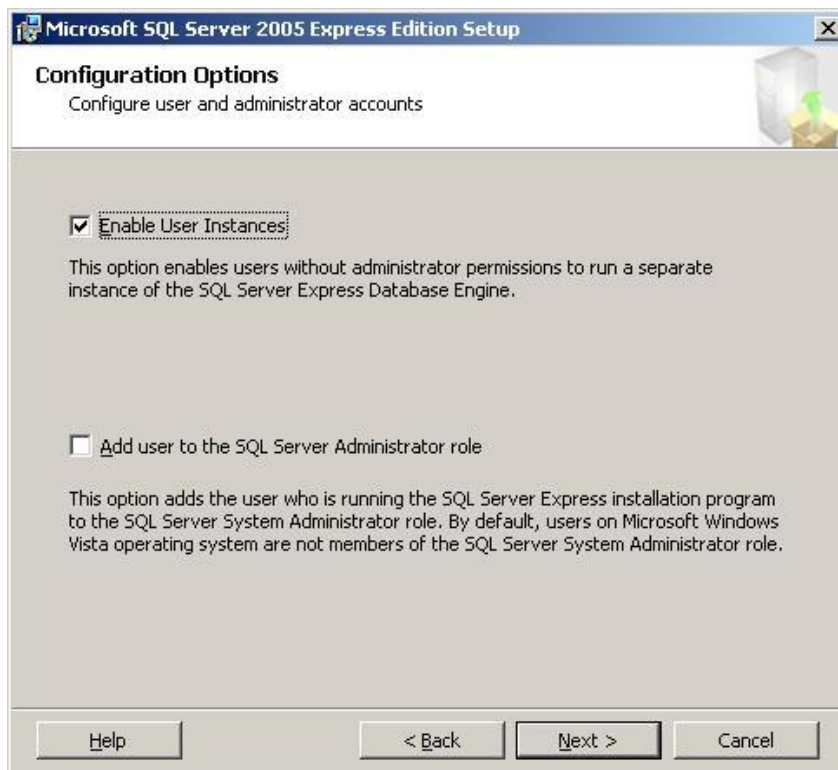 Microsoft SQL Server 2005 Express Edition Setup
Configuration Options
Configure user and administrator accounts
Enable User Instances
This option enables users without administrator permissions to run a separate
instance of the SQL Server Express Database Engine.
Add user to the SQL Server Administrator role
This option adds the user who is running the SQL Server Express installation program
to the SQL Server System Administrator role. By default, users on Microsoft Windows
Vista operating system are not members of the SQL Server System Administrator role.
Help
< Back
Next >
Cancel